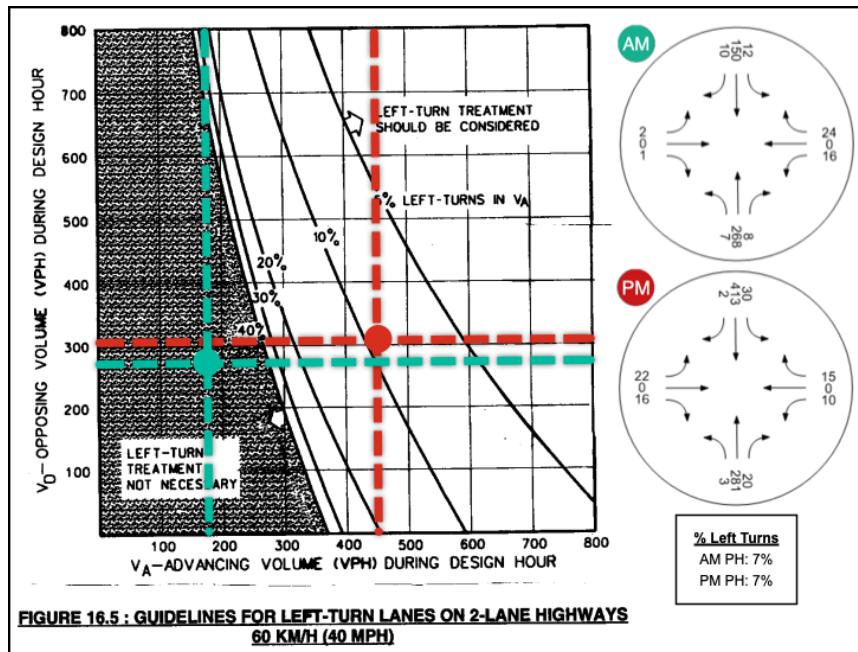 800
700
600
500
400
300
200
100
V_O-OPPOSING VOLUME (VPH) DURING DESIGN HOUR
LEFT-TURN TREATMENT
SHOULD BE CONSIDERED
5% LEFT-TURNS IN V_A
10%
20%
30%
40%
LEFT-TURN
TREATMENT
NOT NECESSARY
100 200 300 400 500 600 700 800
V_A-ADVANCING VOLUME (VPH) DURING DESIGN HOUR
FIGURE 16.5 : GUIDELINES FOR LEFT-TURN LANES ON 2-LANE HIGHWAYS
60 KM/H (40 MPH)
AM
10 150 12
2
0
1
24
0
16
7 268 8
PM
2 413 30
22
0
16
15
0
10
3 281 20
% Left Turns
AM PH: 7%
PM PH: 7%